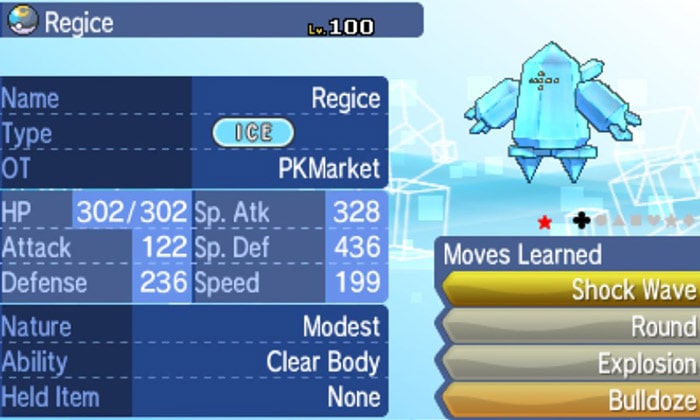 Regice Lv.100
Name Regice
Type ICE
OT PKMarket
HP 302/302 Sp. Atk 328
Attack 122 Sp. Def 436
Defense 236 Speed 199
Nature Modest
Ability Clear Body
Held Item None
Moves Learned
Shock Wave
Round
Explosion
Bulldoze